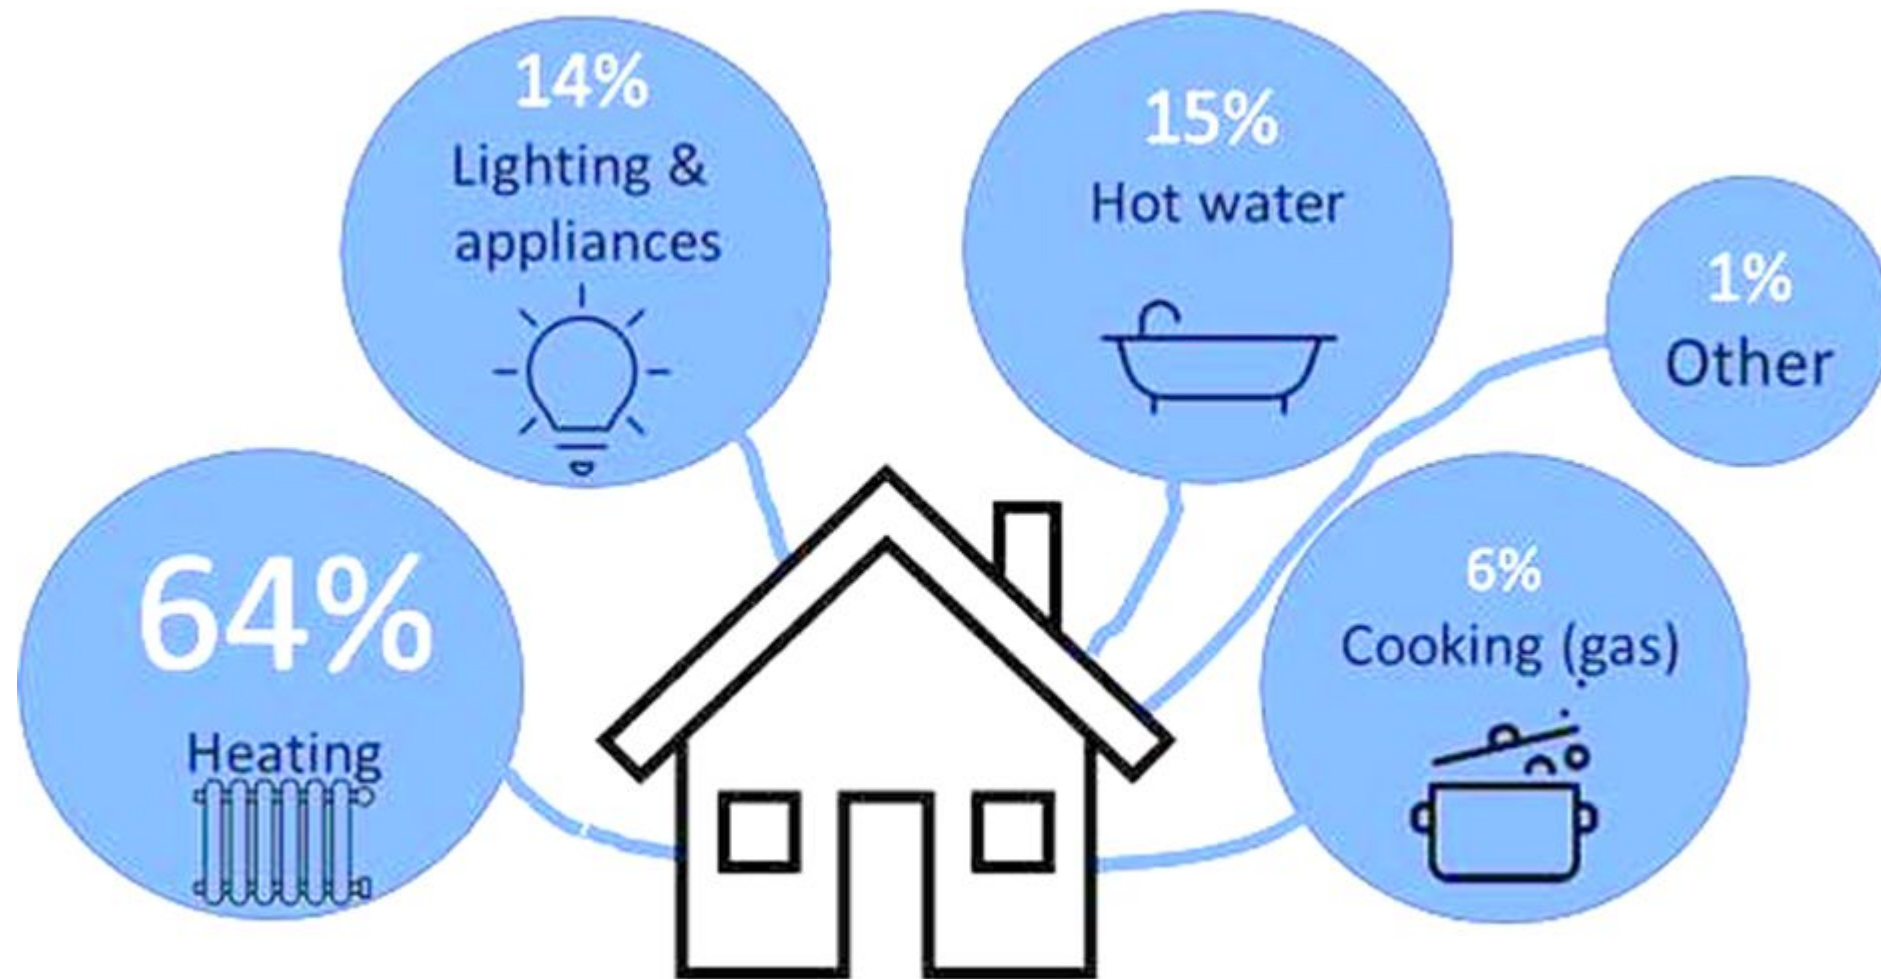 14%
Lighting &
appliances
15%
Hot water
1%
Other
64%
Heating
6%
Cooking (gas)